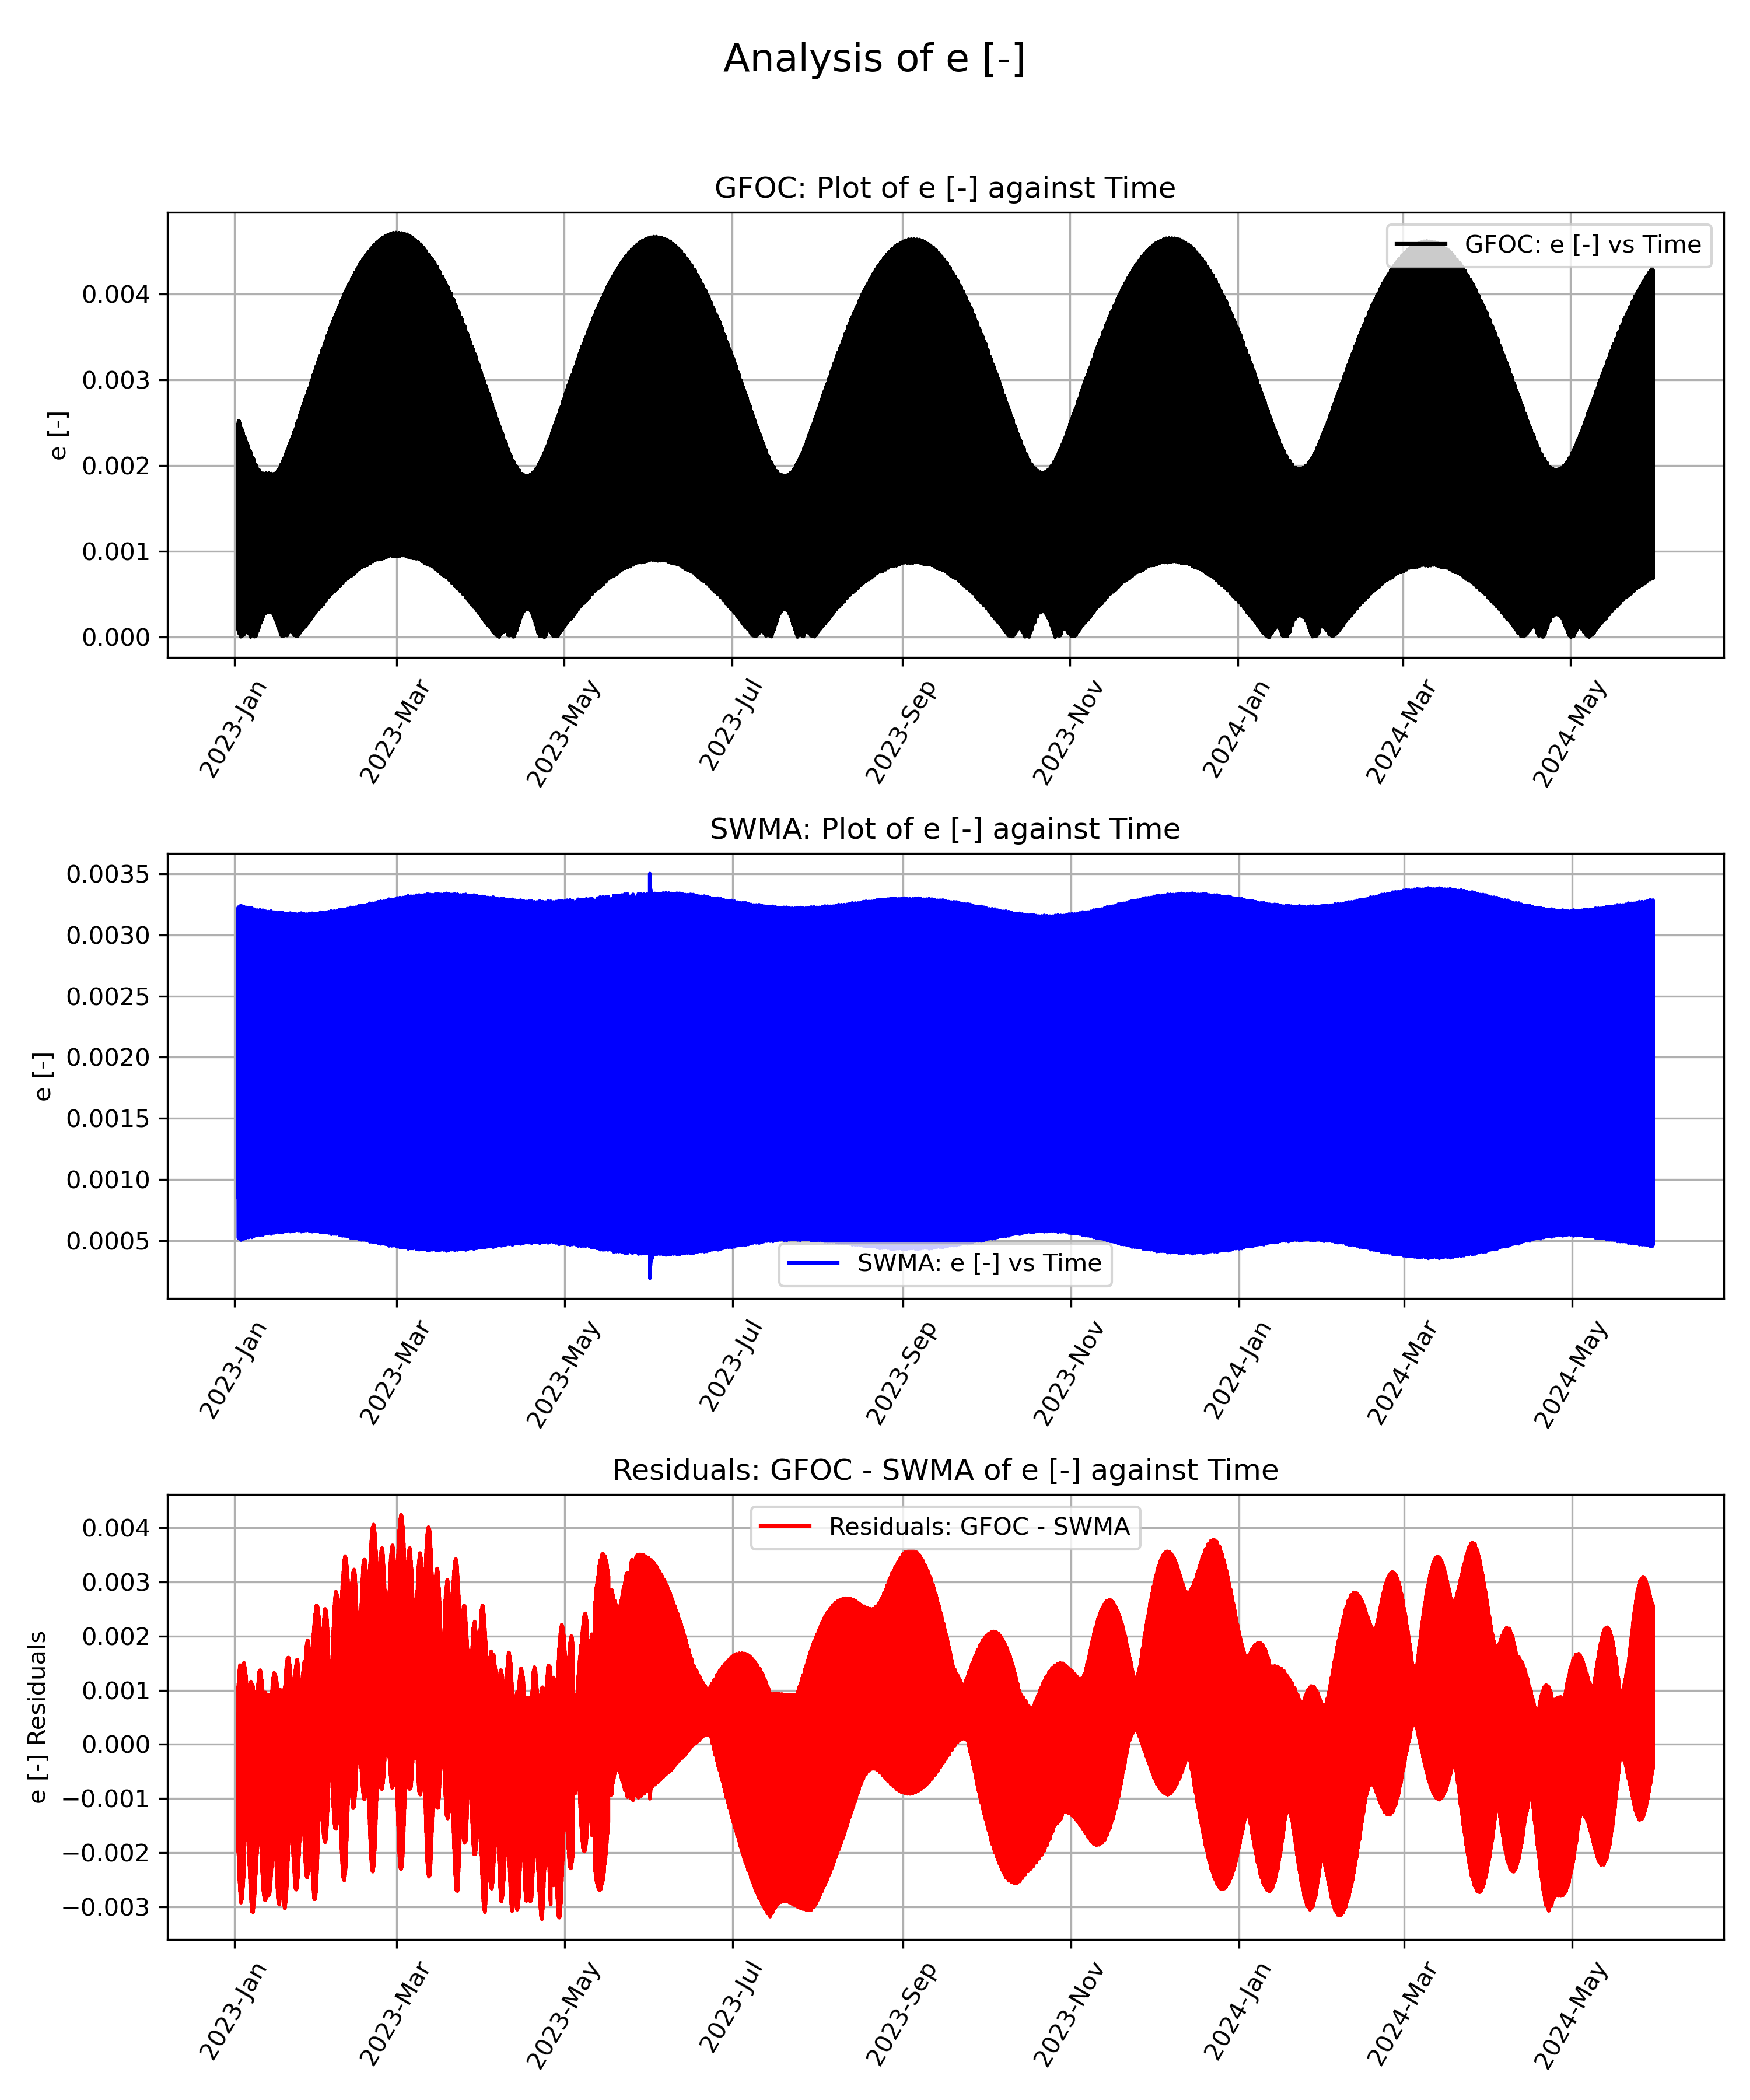 Analysis of e [-]
GFOC: Plot of e [-] against Time
GFOC: e [-] vs Time
e [-]
0.004
0.003
0.002
0.001
0.000
2023-Jan
2023-Mar
2023-May
2023-Jul
2023-Sep
2023-Nov
2024-Jan
2024-Mar
2024-May
SWMA: Plot of e [-] against Time
e [-]
0.0035
0.0030
0.0025
0.0020
0.0015
0.0010
0.0005
SWMA: e [-] vs Time
2023-Jan
2023-Mar
2023-May
2023-Jul
2023-Sep
2023-Nov
2024-Jan
2024-Mar
2024-May
Residuals: GFOC - SWMA of e [-] against Time
Residuals: GFOC - SWMA
e [-] Residuals
0.004
0.003
0.002
0.001
0.000
−0.001
−0.002
−0.003
2023-Jan
2023-Mar
2023-May
2023-Jul
2023-Sep
2023-Nov
2024-Jan
2024-Mar
2024-May